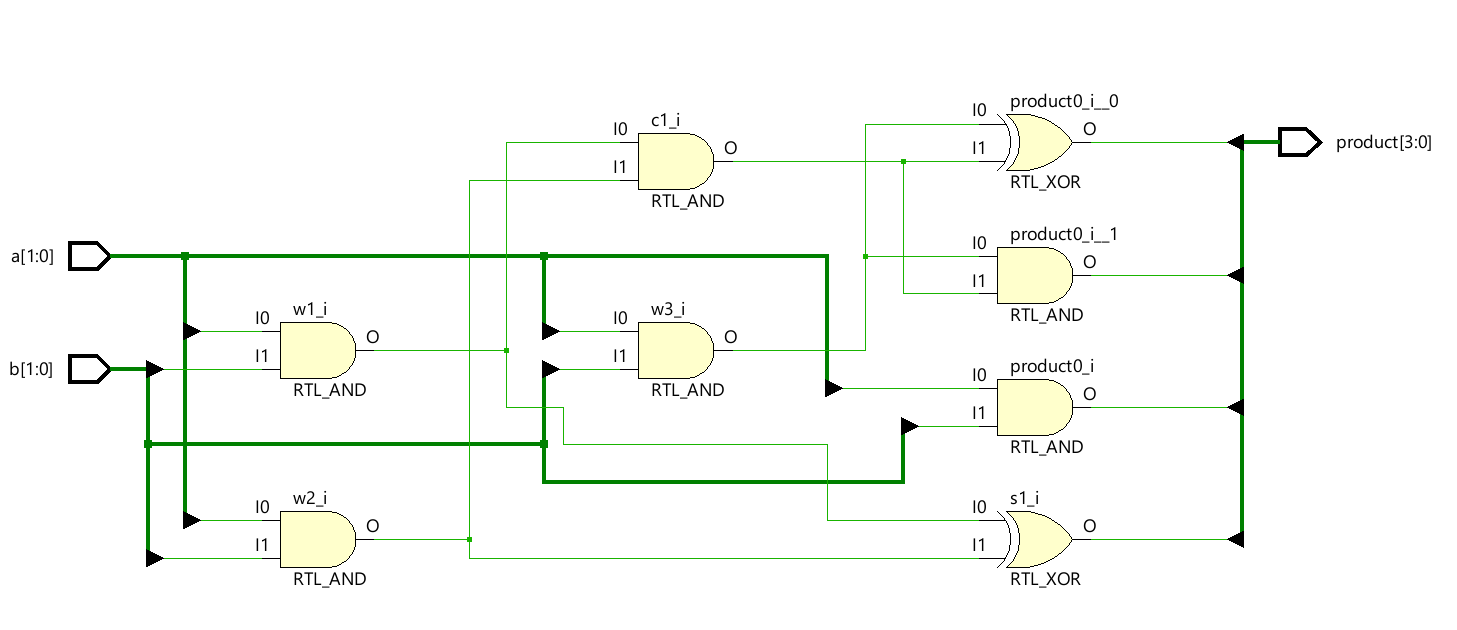 product0_i__0
I0
O
I1
RTL_XOR
product[3:0]
c1_i
I0
O
I1
RTL_AND
product0_i__1
I0
O
I1
RTL_AND
a[1:0]
b[1:0]
w1_i
I0
O
I1
RTL_AND
w3_i
I0
O
I1
RTL_AND
product0_i
I0
O
I1
RTL_AND
w2_i
I0
O
I1
RTL_AND
s1_i
I0
O
I1
RTL_XOR